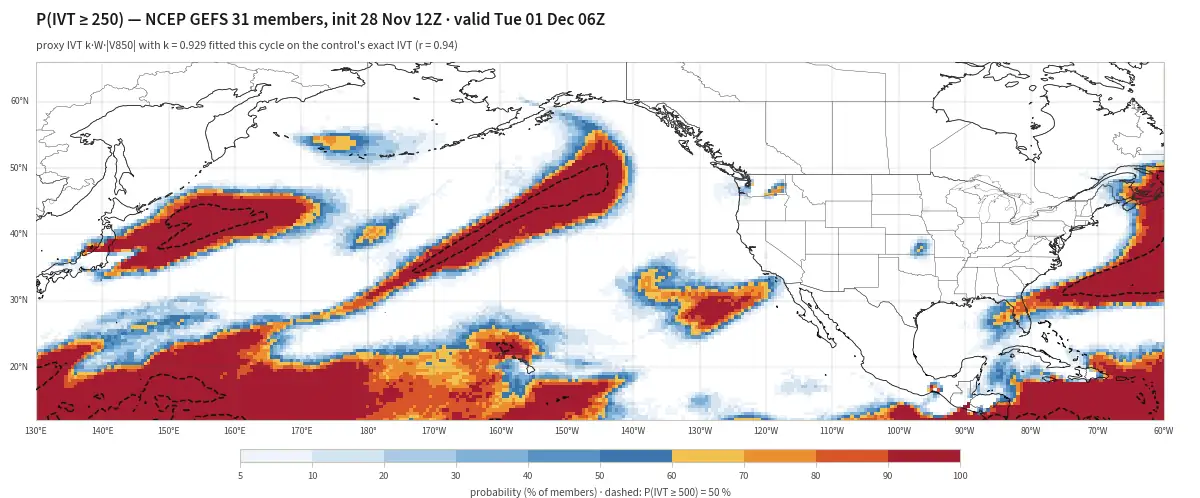 P(IVT ≥ 250) — NCEP GEFS 31 members, init 28 Nov 12Z · valid Tue 01 Dec 06Z
proxy IVT k·W·|V850| with k = 0.929 fitted this cycle on the control's exact IVT (r = 0.94)
60°N
50°N
40°N
30°N
20°N
130°E 140°E 150°E 160°E 170°E 180° 170°W 160°W 150°W 140°W 130°W 120°W 110°W 100°W 90°W 80°W 70°W 60°W
5 10 20 30 40 50 60 70 80 90 100
probability (% of members) · dashed: P(IVT ≥ 500) = 50 %